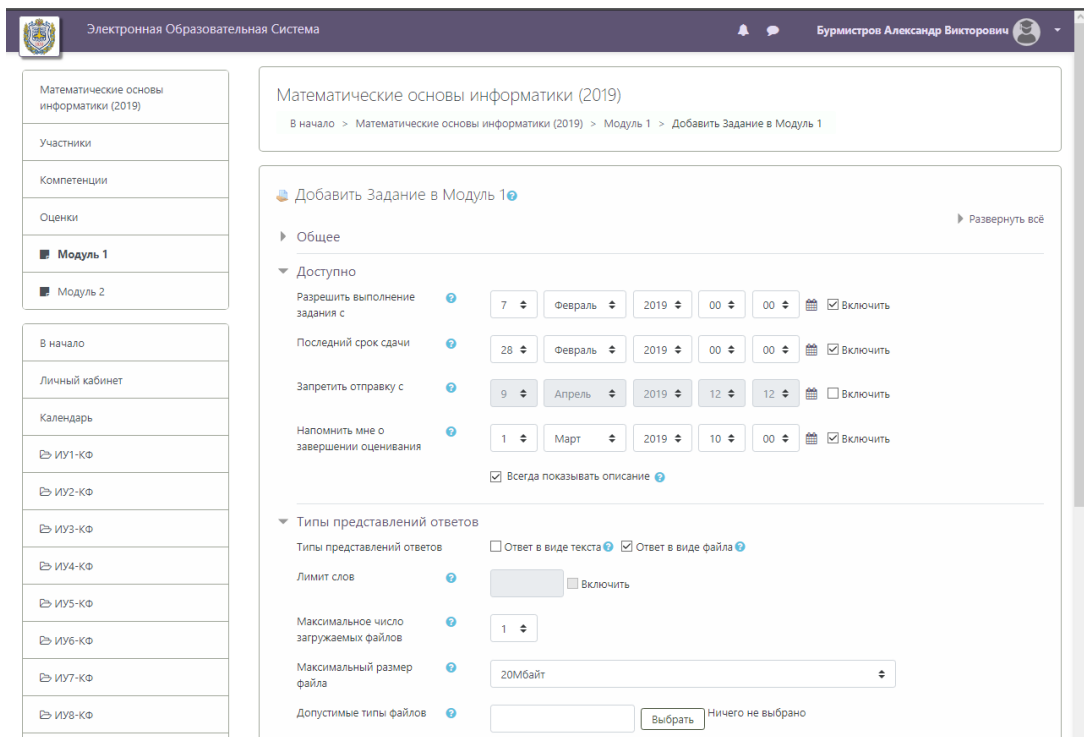 Электронная Образовательная Система
Бурмистров Александр Викторович
Математические основы
информатики (2019)
Участники
Компетенции
Оценки
Модуль 1
Модуль 2
В начало
Личный кабинет
Календарь
ИУ1-КФ
ИУ2-КФ
ИУ3-КФ
ИУ4-КФ
ИУ5-КФ
ИУ6-КФ
ИУ7-КФ
ИУ8-КФ
Математические основы информатики (2019)
В начало > Математические основы информатики (2019) > Модуль 1 > Добавить Задание в Модуль 1
Добавить Задание в Модуль 1
Развернуть всё
Общее
Доступно
Разрешить выполнение
задания с
7 Февраль 2019 00 00 Включить
Последний срок сдачи
28 Февраль 2019 00 00 Включить
Запретить отправку с
9 Апрель 2019 12 12 Включить
Напомнить мне о
завершении оценивания
1 Март 2019 10 00 Включить
Всегда показывать описание
Типы представлений ответов
Типы представлений ответов Ответ в виде текста Ответ в виде файла
Лимит слов Включить
Максимальное число
загружаемых файлов
1
Максимальный размер
файла
20Мбайт
Допустимые типы файлов Выбрать Ничего не выбрано